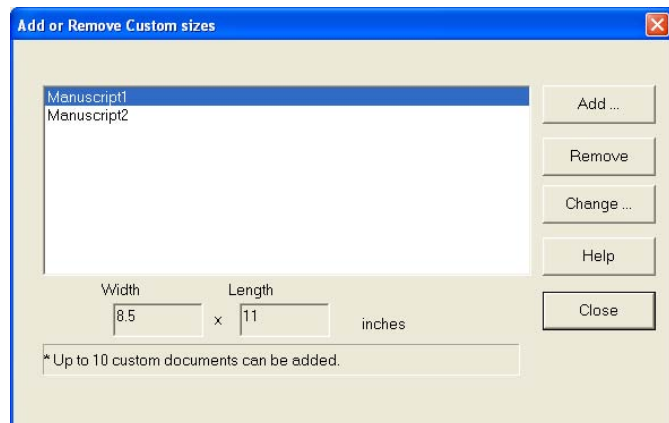 Add or Remove Custom sizes
Manuscript1
Manuscript2
Add ...
Remove
Change ...
Help
Close
Width Length
8.5 x 11 inches
* Up to 10 custom documents can be added.